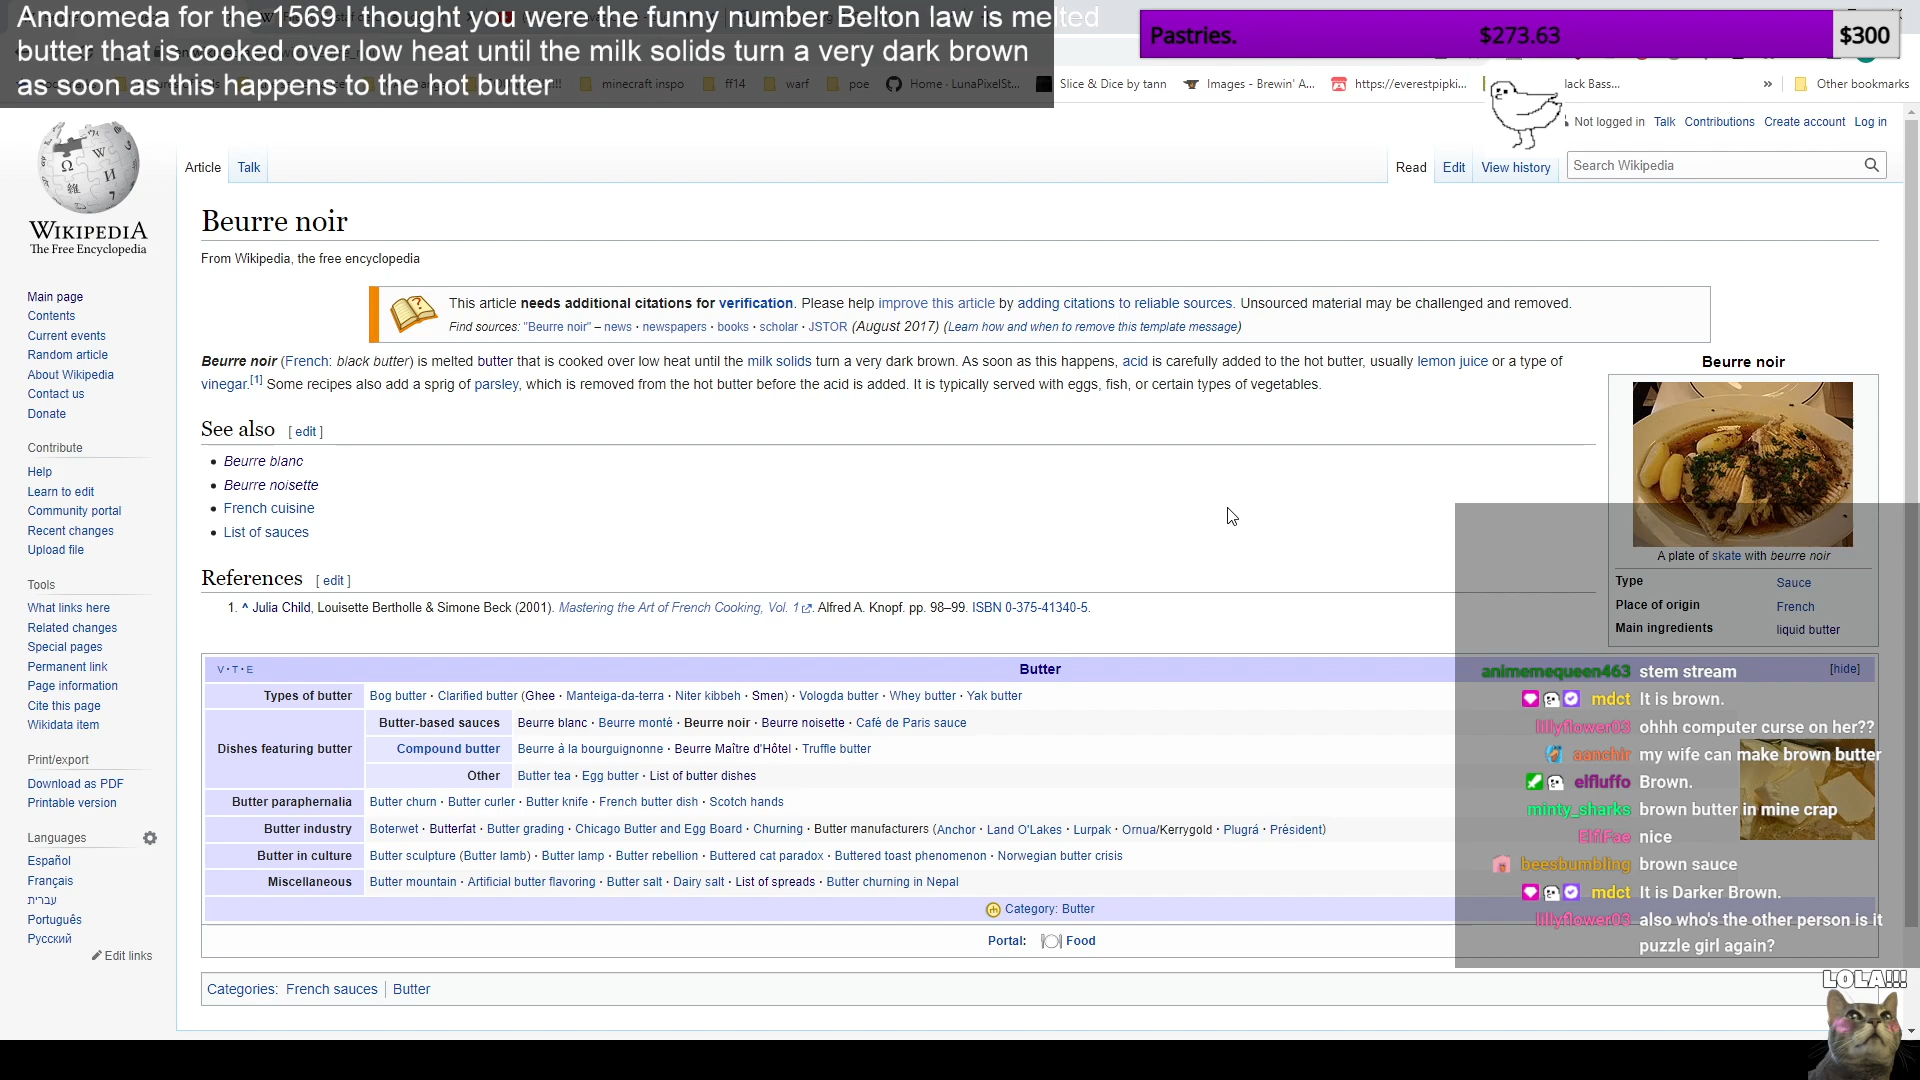 Andromeda for the 1569 I thought you were the funny number Belton law is melted
butter that is cooked over low heat until the milk solids turn a very dark brown
as soon as this happens to the hot butter
Pastries. $273.63 $300
minecraft inspo ff14 warf poe Home · LunaPixelSt... Slice & Dice by tann Images - Brewin' A... https://everestpipki... lack Bass... » Other bookmarks
Not logged in Talk Contributions Create account Log in
Article Talk Read Edit View history Search Wikipedia
WIKIPEDIA
The Free Encyclopedia
Main page
Contents
Current events
Random article
About Wikipedia
Contact us
Donate
Contribute
Help
Learn to edit
Community portal
Recent changes
Upload file
Tools
What links here
Related changes
Special pages
Permanent link
Page information
Cite this page
Wikidata item
Print/export
Download as PDF
Printable version
Languages
Español
Français
עברית
Português
Русский
Edit links
Beurre noir
From Wikipedia, the free encyclopedia
This article needs additional citations for verification. Please help improve this article by adding citations to reliable sources. Unsourced material may be challenged and removed.
Find sources: "Beurre noir" – news · newspapers · books · scholar · JSTOR (August 2017) (Learn how and when to remove this template message)
Beurre noir (French: black butter) is melted butter that is cooked over low heat until the milk solids turn a very dark brown. As soon as this happens, acid is carefully added to the hot butter, usually lemon juice or a type of
vinegar.[1] Some recipes also add a sprig of parsley, which is removed from the hot butter before the acid is added. It is typically served with eggs, fish, or certain types of vegetables.
See also [ edit ]
Beurre blanc
Beurre noisette
French cuisine
List of sauces
References [ edit ]
1. ^ Julia Child, Louisette Bertholle & Simone Beck (2001). Mastering the Art of French Cooking, Vol. 1. Alfred A. Knopf. pp. 98–99. ISBN 0-375-41340-5.
Beurre noir
A plate of skate with beurre noir
Type Sauce
Place of origin French
Main ingredients liquid butter
V · T · E Butter [hide]
Types of butter Bog butter · Clarified butter (Ghee · Manteiga-da-terra · Niter kibbeh · Smen) · Vologda butter · Whey butter · Yak butter
Dishes featuring butter
Butter-based sauces Beurre blanc · Beurre monté · Beurre noir · Beurre noisette · Café de Paris sauce
Compound butter Beurre à la bourguignonne · Beurre Maître d'Hôtel · Truffle butter
Other Butter tea · Egg butter · List of butter dishes
Butter paraphernalia Butter churn · Butter curler · Butter knife · French butter dish · Scotch hands
Butter industry Boterwet · Butterfat · Butter grading · Chicago Butter and Egg Board · Churning · Butter manufacturers (Anchor · Land O'Lakes · Lurpak · Ornua/Kerrygold · Plugrá · Président)
Butter in culture Butter sculpture (Butter lamb) · Butter lamp · Butter rebellion · Buttered cat paradox · Buttered toast phenomenon · Norwegian butter crisis
Miscellaneous Butter mountain · Artificial butter flavoring · Butter salt · Dairy salt · List of spreads · Butter churning in Nepal
Category: Butter
Portal: Food
Categories: French sauces | Butter
animemequeen463 stem stream
mdct It is brown.
lillyflower03 ohhh computer curse on her??
aanchir my wife can make brown butter
elfluffo Brown.
minty_sharks brown butter in mine crap
ElflFae nice
beesbumbling brown sauce
mdct It is Darker Brown.
lillyflower03 also who's the other person is it
puzzle girl again?
LOLA!!!